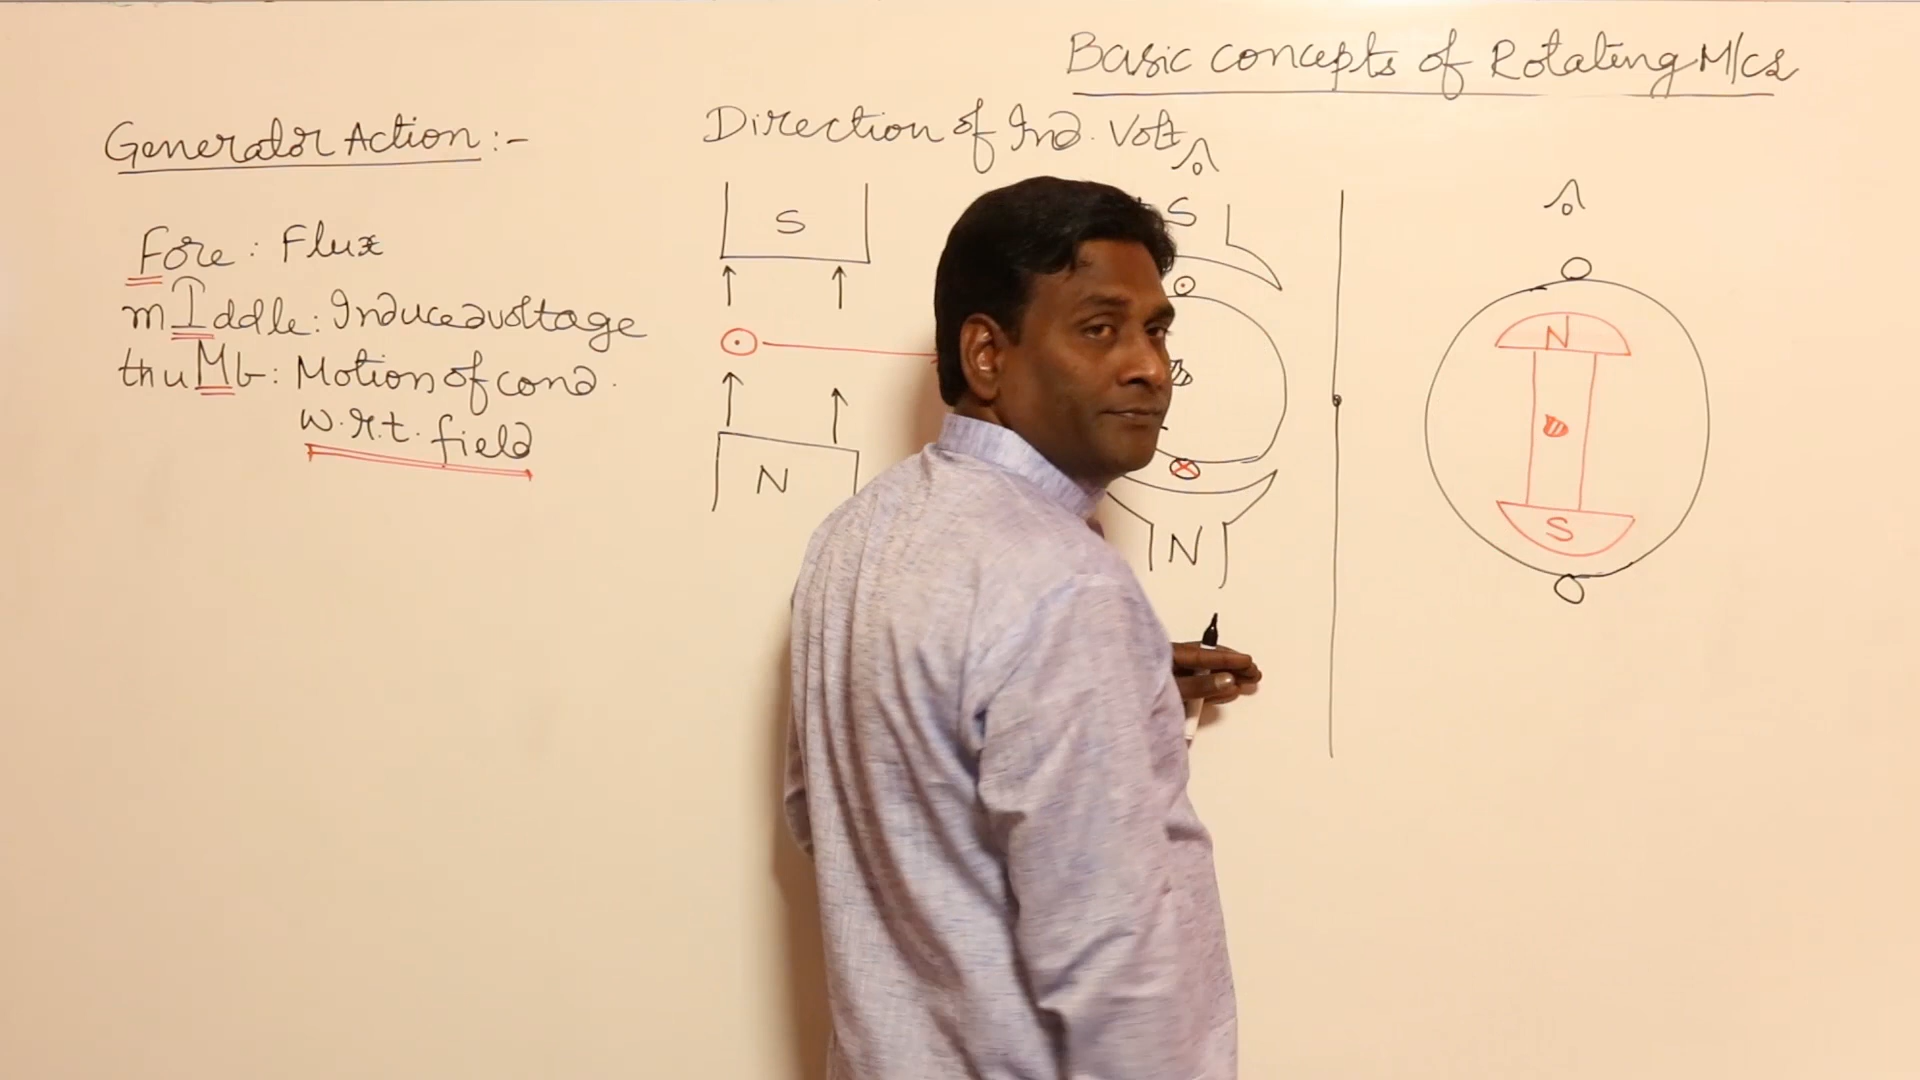 Basic concepts of Rotating M/cs
Generator Action :-
Direction of Ind. Volt
Fore : Flux
mIddle : Induced voltage
thuMb : Motion of cond.
w.r.t. field
S
N
S
N
N
S